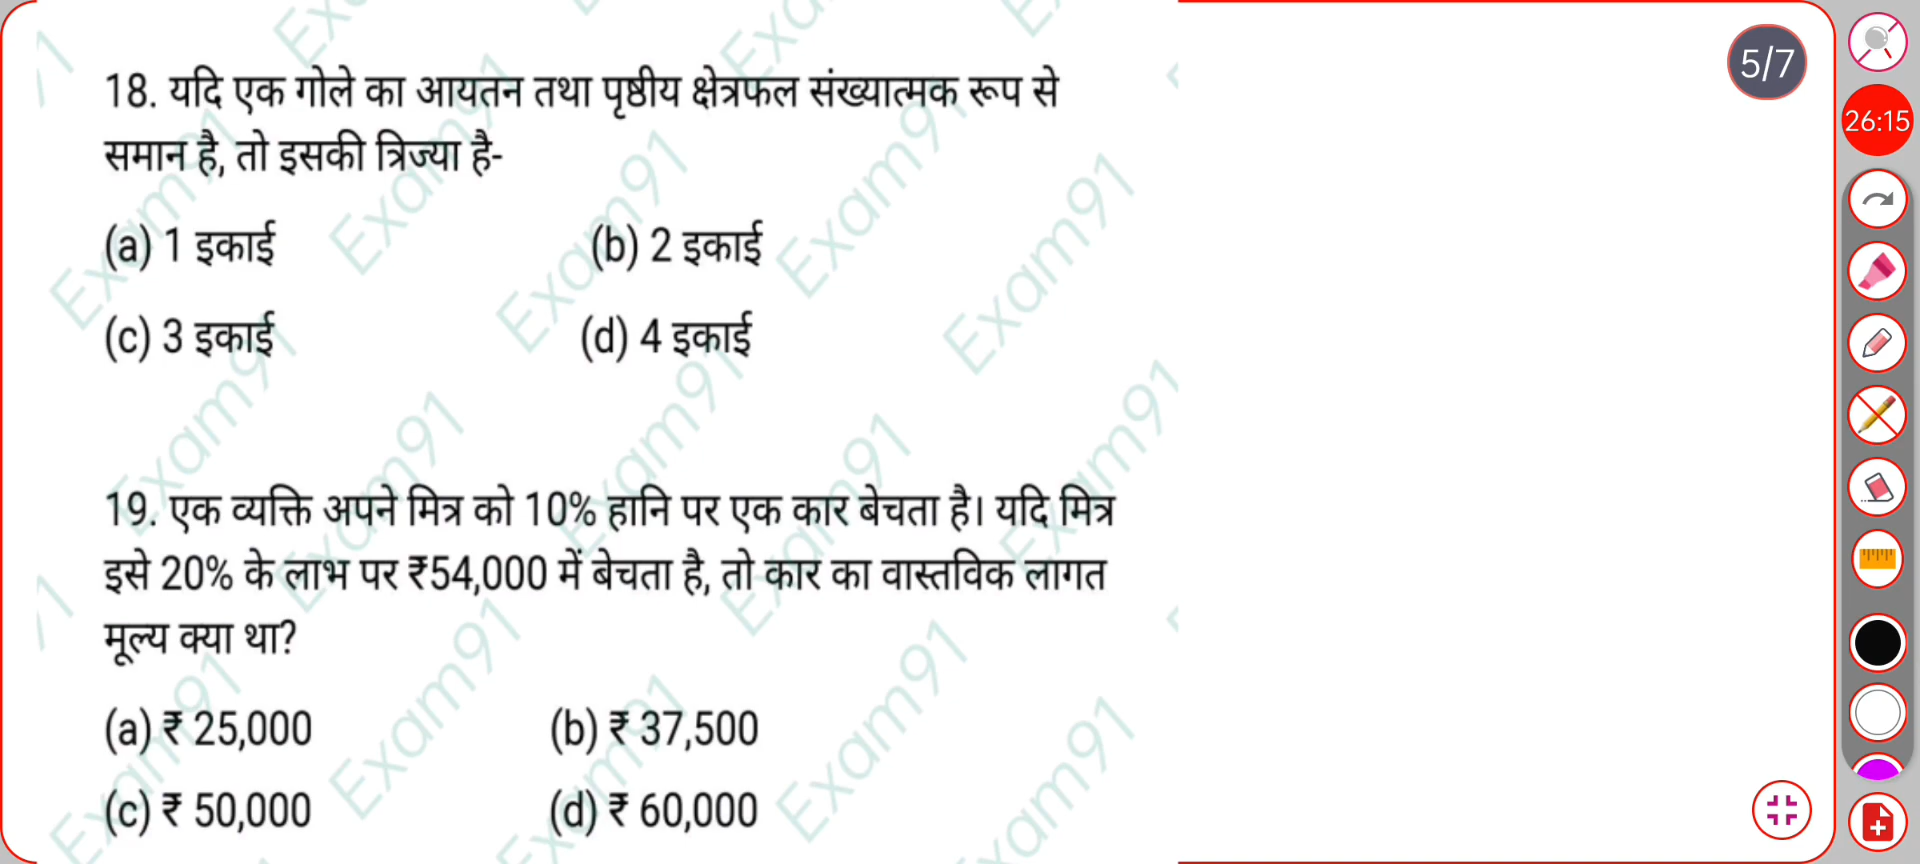 18. यदि एक गोले का आयतन तथा पृष्ठीय क्षेत्रफल संख्यात्मक रूप से
समान है, तो इसकी त्रिज्या है-
(a) 1 इकाई (b) 2 इकाई
(c) 3 इकाई (d) 4 इकाई
19. एक व्यक्ति अपने मित्र को 10% हानि पर एक कार बेचता है। यदि मित्र
इसे 20% के लाभ पर ₹54,000 में बेचता है, तो कार का वास्तविक लागत
मूल्य क्या था?
(a) ₹ 25,000 (b) ₹ 37,500
(c) ₹ 50,000 (d) ₹ 60,000
5/7
26:15
Exam91